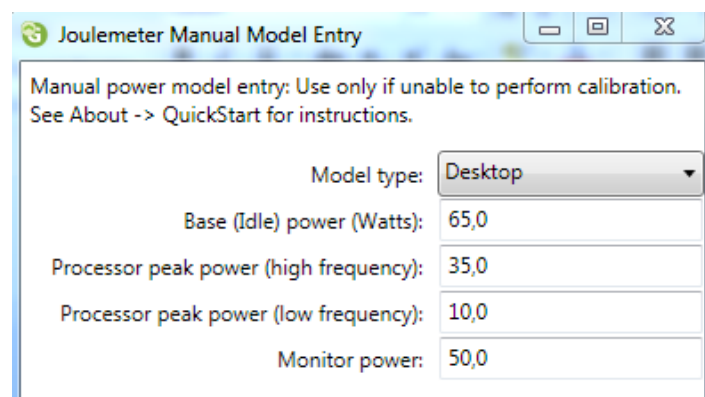 Joulemeter Manual Model Entry
Manual power model entry: Use only if unable to perform calibration.
See About -> QuickStart for instructions.
Model type: Desktop
Base (Idle) power (Watts): 65,0
Processor peak power (high frequency): 35,0
Processor peak power (low frequency): 10,0
Monitor power: 50,0